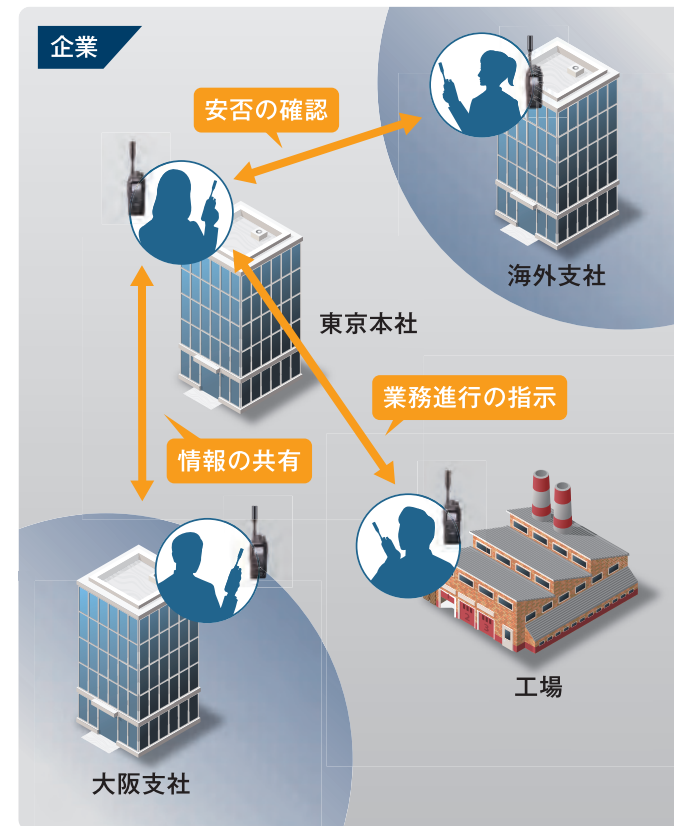 企業
安否の確認
海外支社
東京本社
業務進行の指示
情報の共有
工場
大阪支社